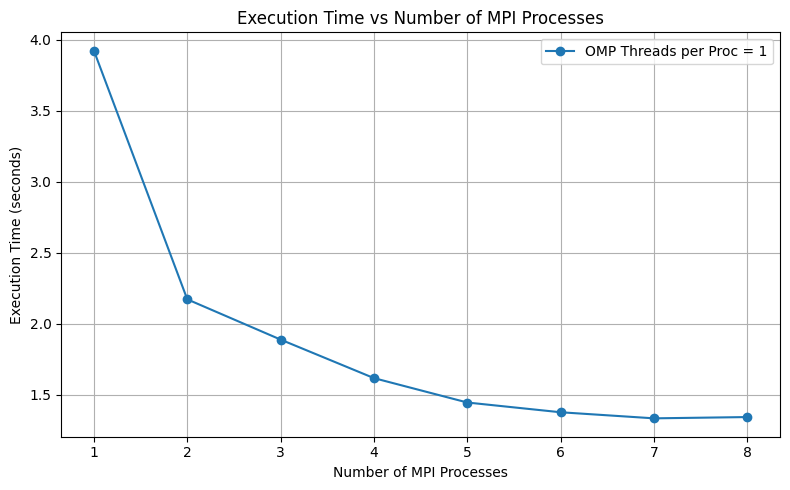 Execution Time vs Number of MPI Processes
OMP Threads per Proc = 1
Execution Time (seconds)
4.0
3.5
3.0
2.5
2.0
1.5
1 2 3 4 5 6 7 8
Number of MPI Processes